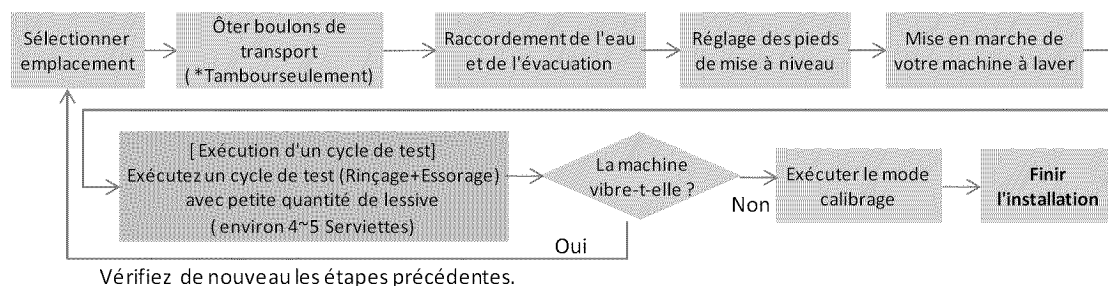 Sélectionner
emplacement
Ôter boulons de
transport
( *Tambourseulement)
Raccordement de l'eau
et de l'évacuation
Réglage des pieds
de mise à niveau
Mise en marche de
votre machine à laver
[ Exécution d'un cycle de test]
Exécutez un cycle de test (Rinçage+Essorage)
avec petite quantité de lessive
( environ 4~5 Serviettes)
La machine
vibre-t-elle ?
Non
Exécuter le mode
calibrage
Finir
l'installation
Oui
Vérifiez de nouveau les étapes précédentes.